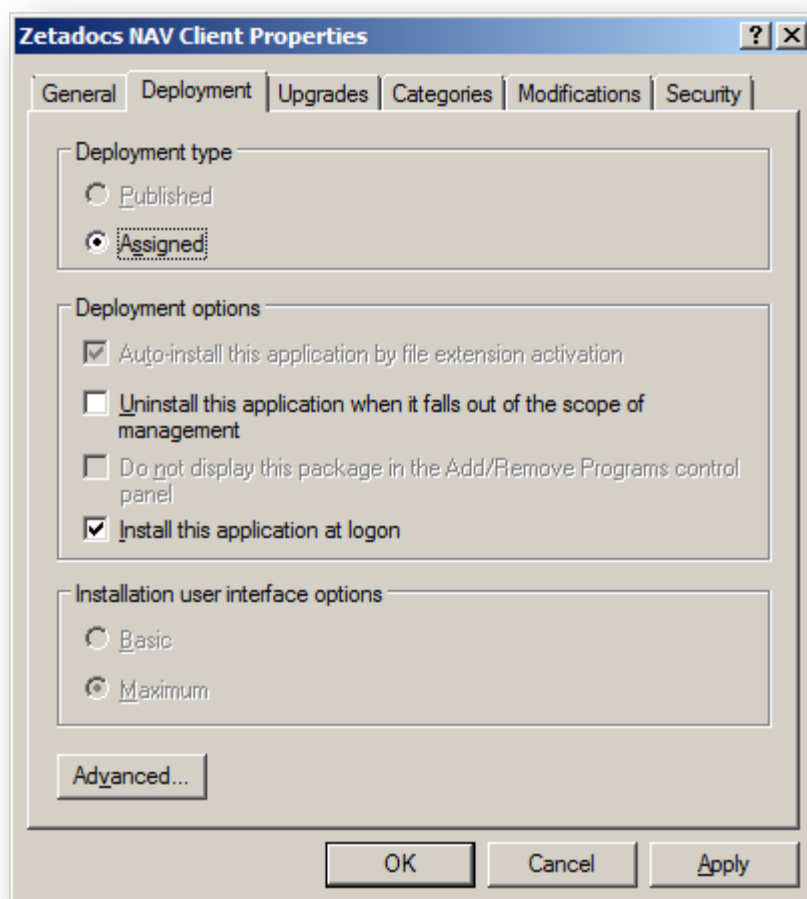 Zetadocs NAV Client Properties
General Deployment Upgrades Categories Modifications Security
Deployment type
Published
Assigned
Deployment options
Auto-install this application by file extension activation
Uninstall this application when it falls out of the scope of
management
Do not display this package in the Add/Remove Programs control
panel
Install this application at logon
Installation user interface options
Basic
Maximum
Advanced...
OK Cancel Apply